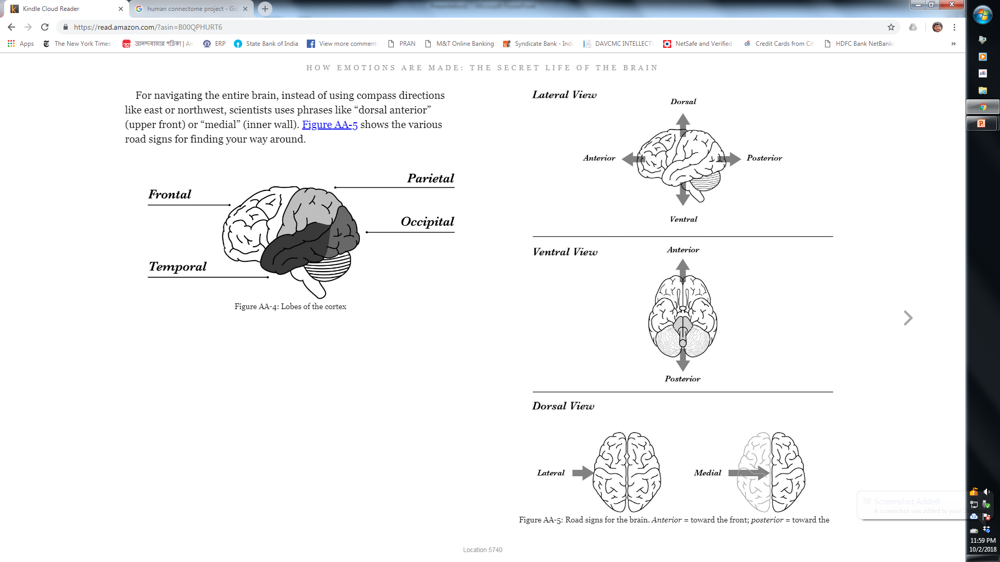 Kindle Cloud Reader
human connectome project - Go
https://read.amazon.com/?asin=B00QPHURT6
Apps
The New York Times
আনন্দবাজার পত্রিকা | An
ERP
State Bank of India
View more comment
PRAN
M&T Online Banking
Syndicate Bank - Indi
DAVCMC INTELLECTU
NetSafe and Verified
Credit Cards from Cit
HDFC Bank NetBanki
»
HOW EMOTIONS ARE MADE: THE SECRET LIFE OF THE BRAIN
For navigating the entire brain, instead of using compass directions
like east or northwest, scientists uses phrases like “dorsal anterior”
(upper front) or “medial” (inner wall). Figure AA-5 shows the various
road signs for finding your way around.
Parietal
Frontal
Occipital
Temporal
Figure AA-4: Lobes of the cortex
Lateral View
Dorsal
Anterior
Posterior
Ventral
Ventral View
Anterior
Posterior
Dorsal View
Lateral
Medial
Figure AA-5: Road signs for the brain. Anterior = toward the front; posterior = toward the
Location 5740
citi
Screenshot Added
A screenshot was added to your
11:59 PM
10/2/2018